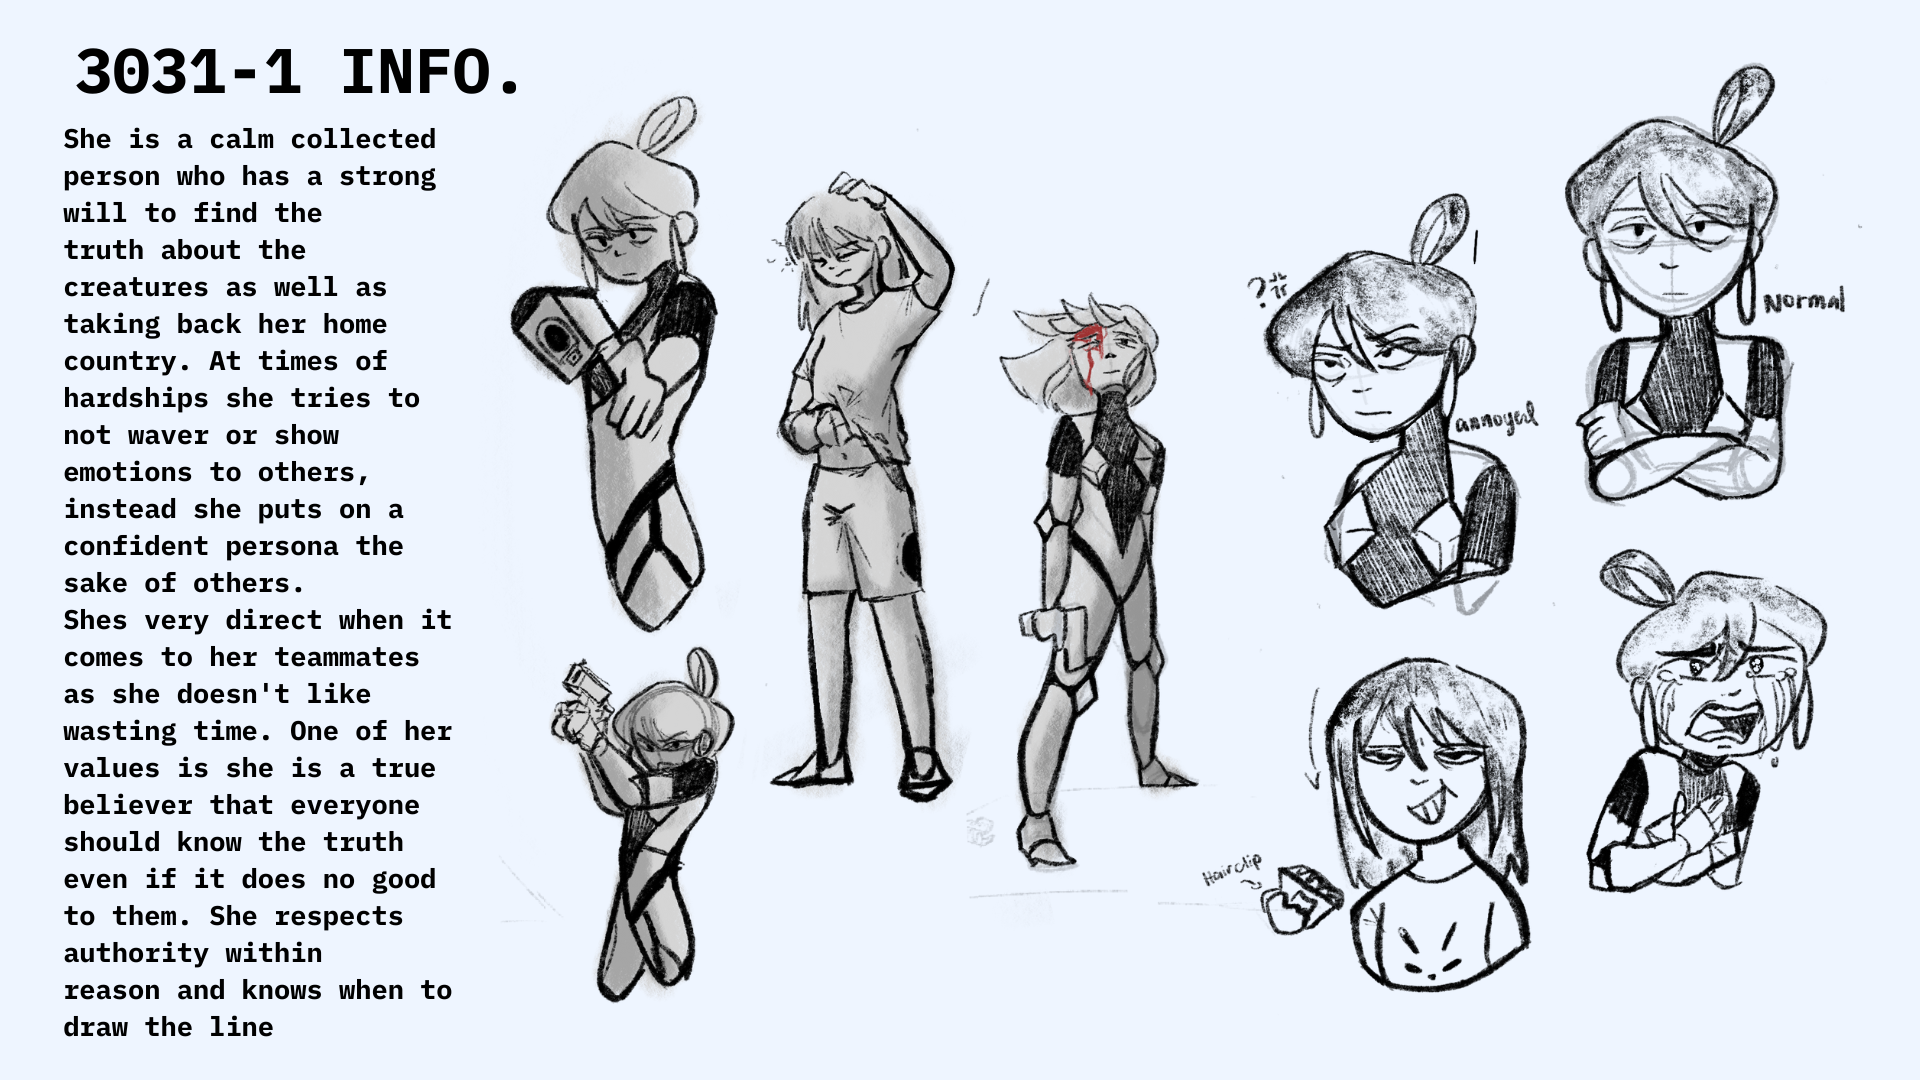 3031-1 INFO.
She is a calm collected
person who has a strong
will to find the
truth about the
creatures as well as
taking back her home
country. At times of
hardships she tries to
not waver or show
emotions to others,
instead she puts on a
confident persona the
sake of others.
Shes very direct when it
comes to her teammates
as she doesn't like
wasting time. One of her
values is she is a true
believer that everyone
should know the truth
even if it does no good
to them. She respects
authority within
reason and knows when to
draw the line
?
annoyed
Normal
Hairclip